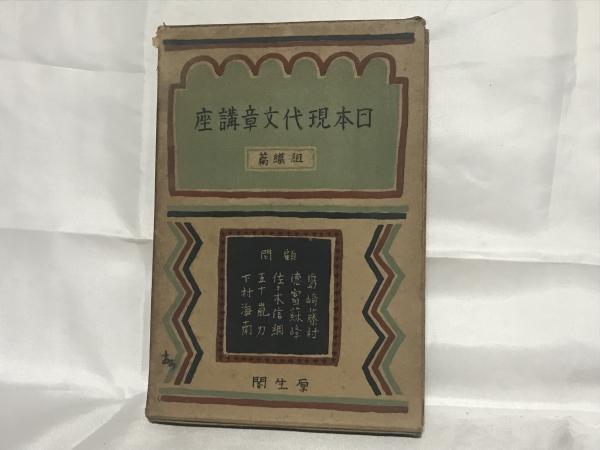 座講章文代現本日
篇織組
問顧
島崎藤村
德富蘇峰
佐々木信綱
五十嵐力
下村海南
閣生厚